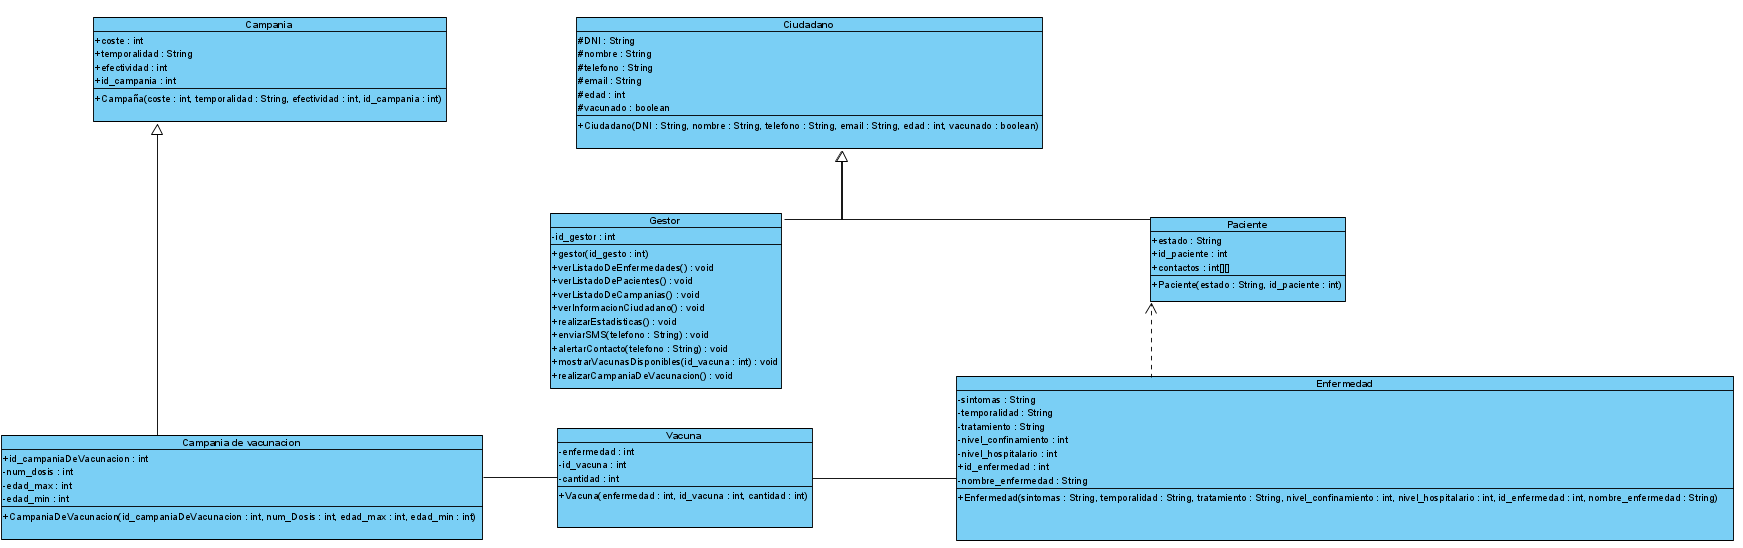 Campania
+coste : int
+temporalidad : String
+efectividad : int
+id_campania : int
+Campaña(coste : int, temporalidad : String, efectividad : int, id_campania : int)
Ciudadano
#DNI : String
#nombre : String
#telefono : String
#email : String
#edad : int
#vacunado : boolean
+Ciudadano(DNI : String, nombre : String, telefono : String, email : String, edad : int, vacunado : boolean)
Gestor
-id_gestor : int
+gestor(id_gesto : int)
+verListadoDeEnfermedades() : void
+verListadoDePacientes() : void
+verListadoDeCampanias() : void
+verInformacionCiudadano() : void
+realizarEstadisticas() : void
+enviarSMS(telefono : String) : void
+alertarContacto(telefono : String) : void
+mostrarVacunasDisponibles(id_vacuna : int) : void
+realizarCampaniaDeVacunacion() : void
Paciente
+estado : String
+id_paciente : int
+contactos : int[][]
+Paciente(estado : String, id_paciente : int)
Campania de vacunacion
+id_campaniaDeVacunacion : int
-num_dosis : int
-edad_max : int
-edad_min : int
+CampaniaDeVacunacion(id_campaniaDeVacunacion : int, num_Dosis : int, edad_max : int, edad_min : int)
Vacuna
-enfermedad : int
-id_vacuna : int
-cantidad : int
+Vacuna(enfermedad : int, id_vacuna : int, cantidad : int)
Enfermedad
-sintomas : String
-temporalidad : String
-tratamiento : String
-nivel_confinamiento : int
-nivel_hospitalario : int
+id_enfermedad : int
-nombre_enfermedad : String
+Enfermedad(sintomas : String, temporalidad : String, tratamiento : String, nivel_confinamiento : int, nivel_hospitalario : int, id_enfermedad : int, nombre_enfermedad : String)